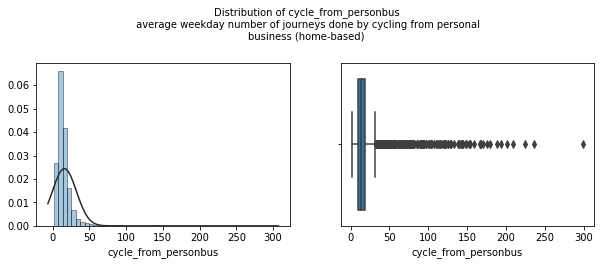 Distribution of cycle_from_personbus
average weekday number of journeys done by cycling from personal
business (home-based)
0.06
0.05
0.04
0.03
0.02
0.01
0.00
0 50 100 150 200 250 300
cycle_from_personbus
0 50 100 150 200 250 300
cycle_from_personbus